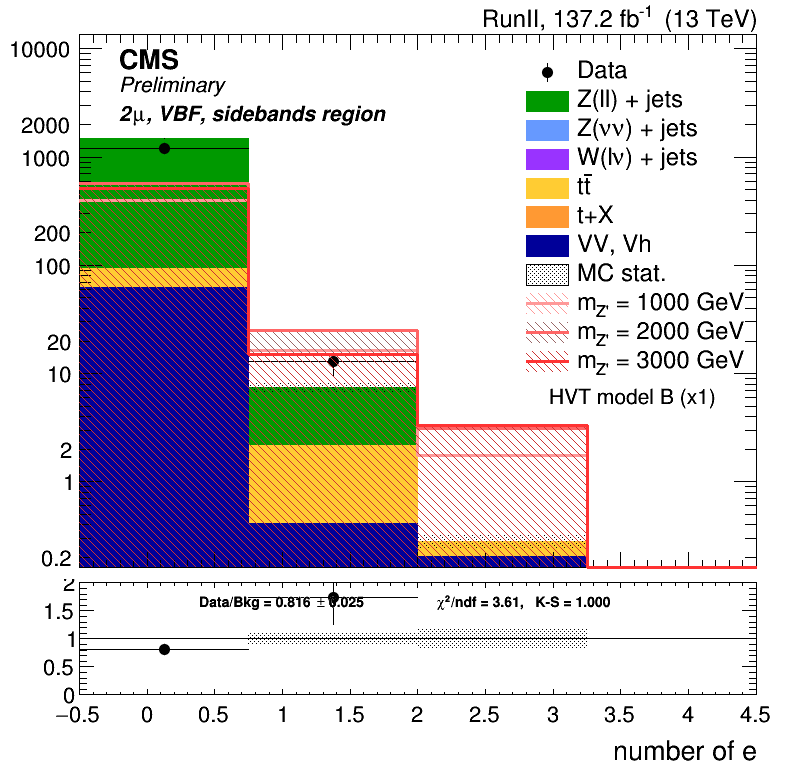 RunII, 137.2 fb⁻¹ (13 TeV)
CMS
Preliminary
2μ, VBF, sidebands region
Data
Z(ll) + jets
Z(νν) + jets
W(lν) + jets
tt̄
t+X
VV, Vh
MC stat.
m_Z' = 1000 GeV
m_Z' = 2000 GeV
m_Z' = 3000 GeV
HVT model B (x1)
10000
2000
1000
200
100
20
10
2
1
0.2
2
1.5
1
0.5
0
Data/Bkg = 0.816 ± 0.025
χ²/ndf = 3.61, K-S = 1.000
−0.5 0 0.5 1 1.5 2 2.5 3 3.5 4 4.5
number of e